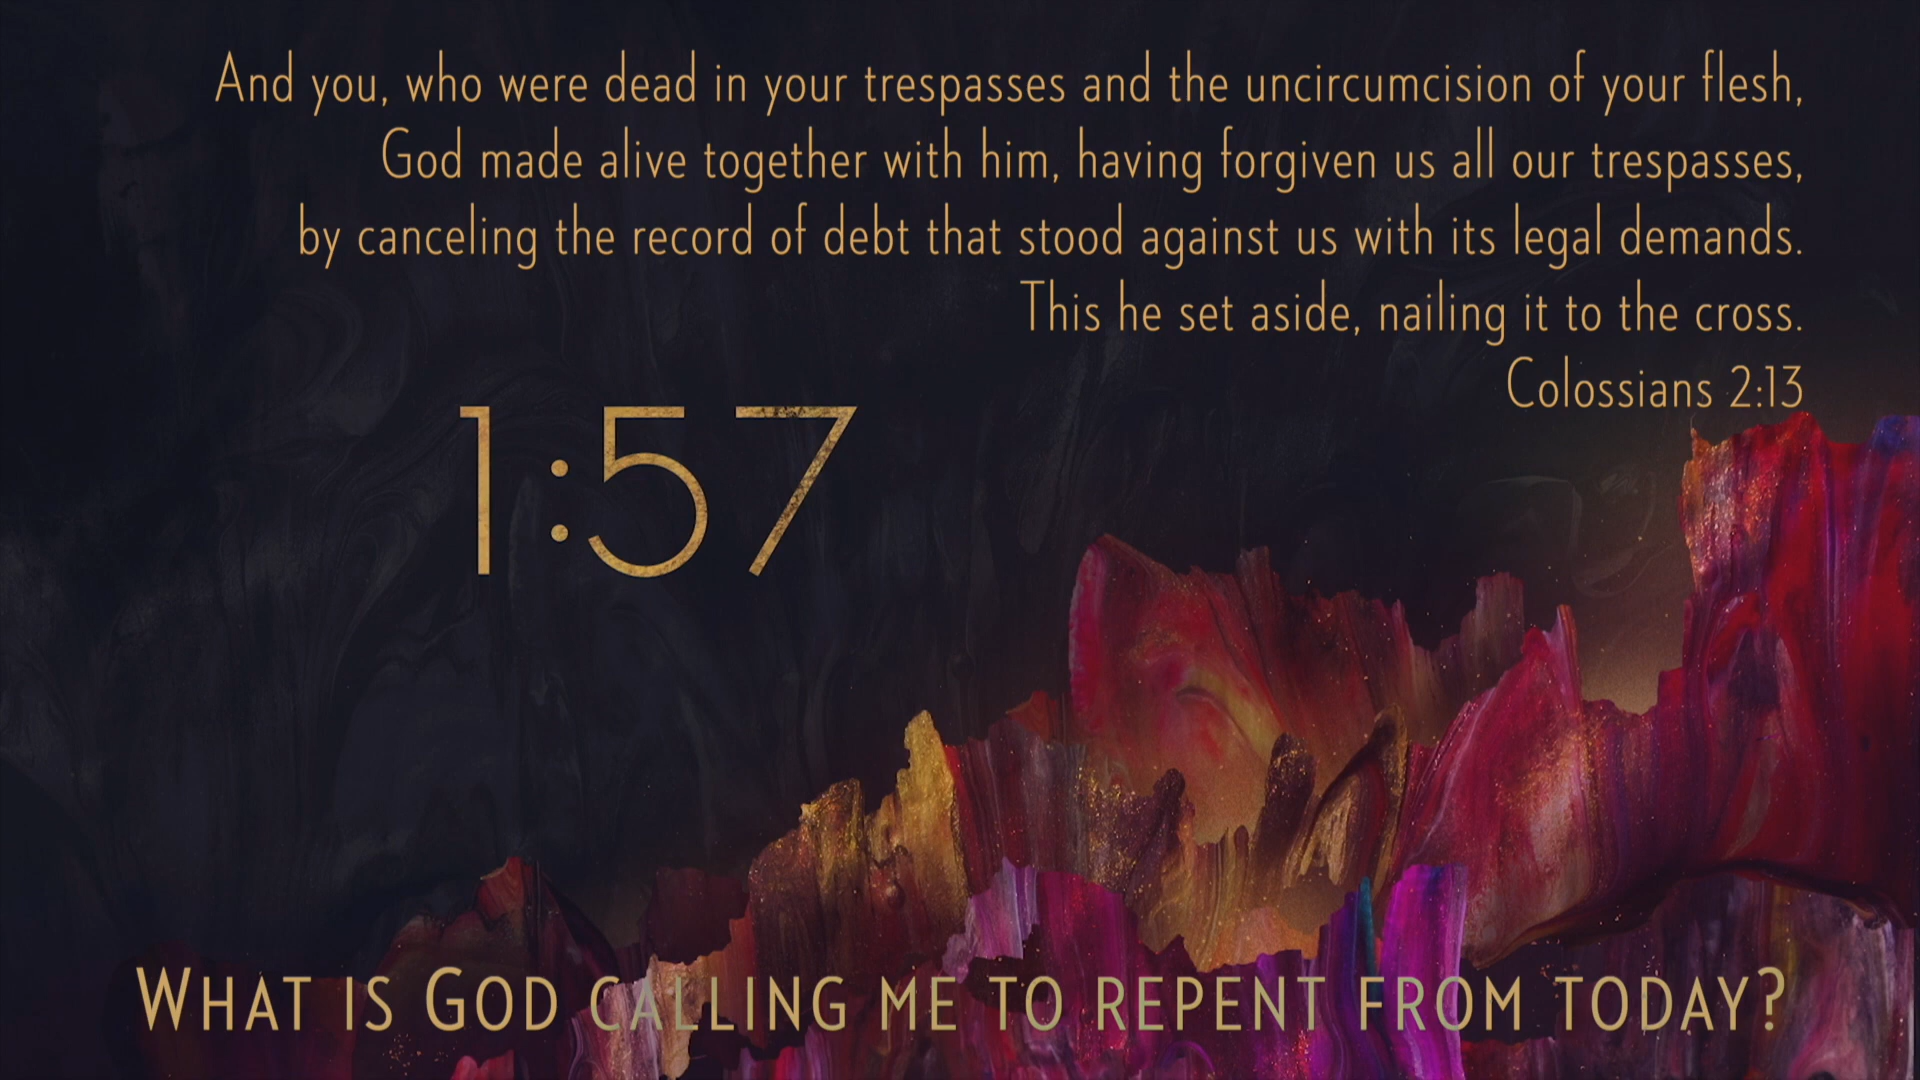 And you, who were dead in your trespasses and the uncircumcision of your flesh,
God made alive together with him, having forgiven us all our trespasses,
by canceling the record of debt that stood against us with its legal demands.
This he set aside, nailing it to the cross.
Colossians 2:13
1:57
What is God calling me to repent from today?